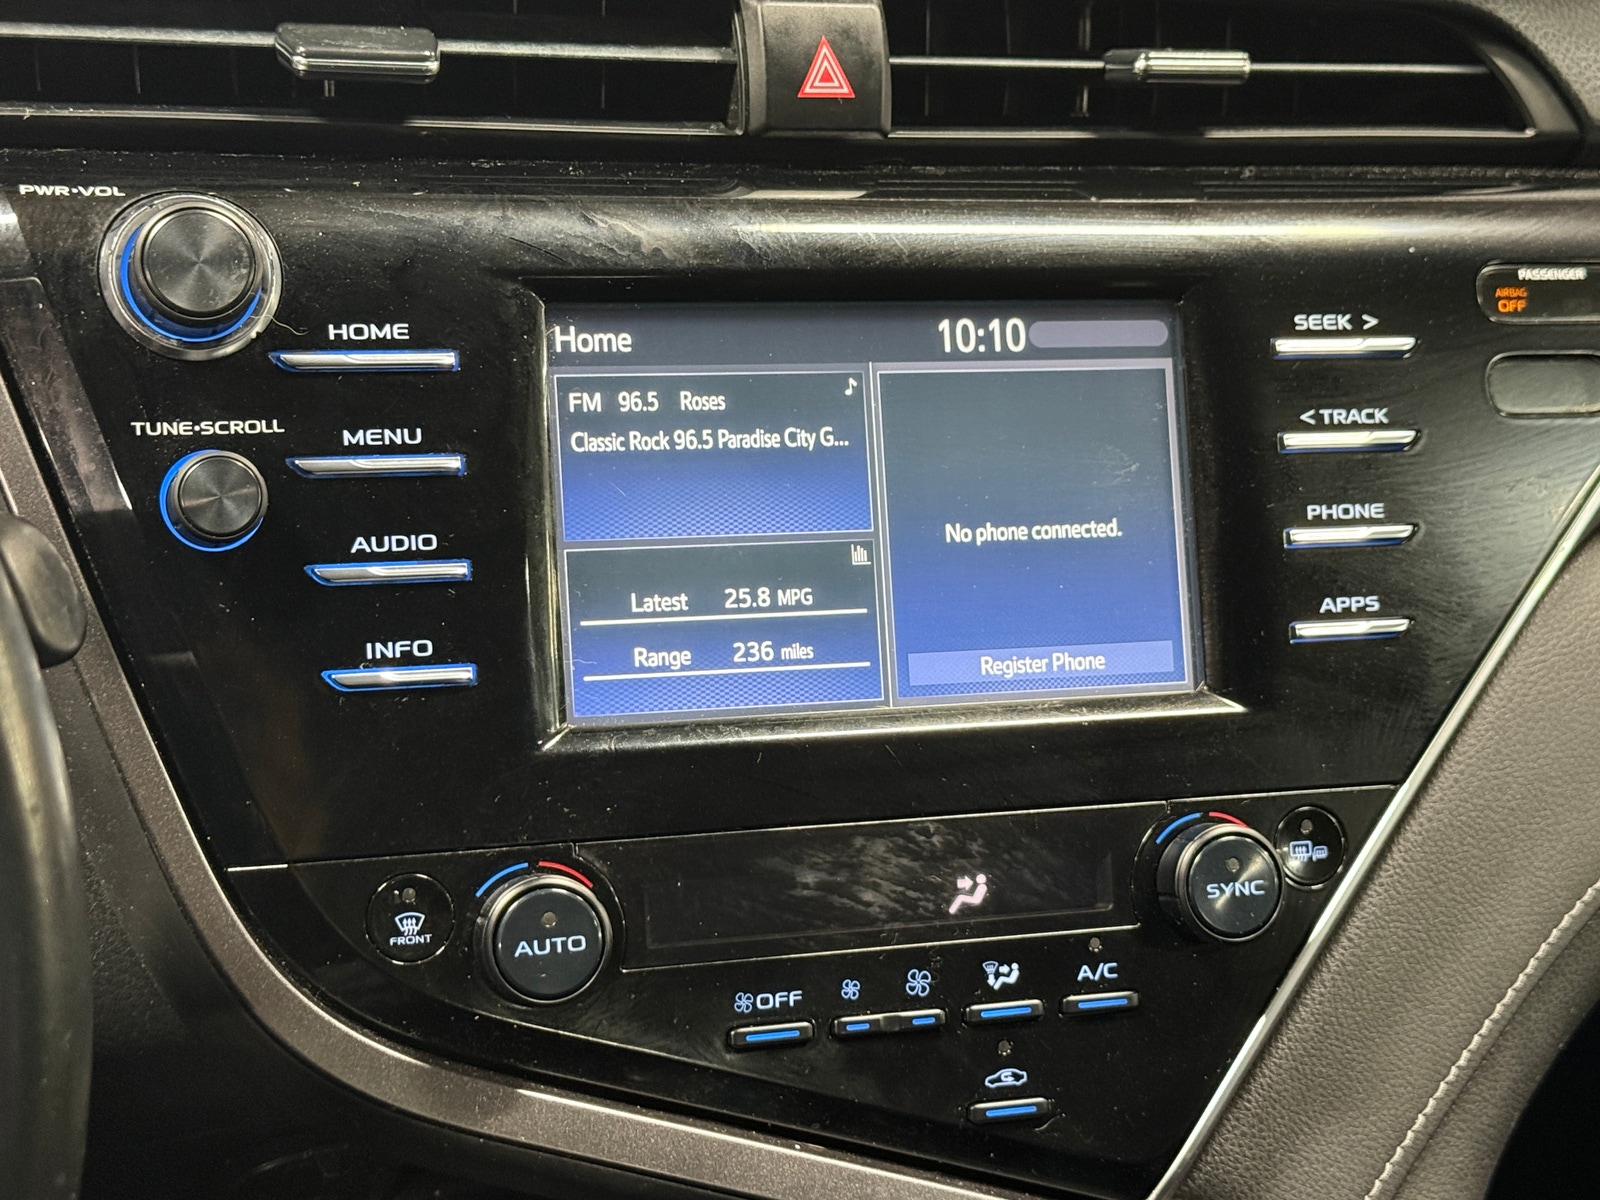 PWR•VOL
PASSENGER
AIRBAG
OFF
HOME
SEEK >
Home 10:10
FM 96.5 Roses
Classic Rock 96.5 Paradise City G...
< TRACK
TUNE•SCROLL
MENU
No phone connected.
PHONE
AUDIO
Latest 25.8 MPG
APPS
INFO
Range 236 miles
Register Phone
FRONT
AUTO
SYNC
OFF
A/C